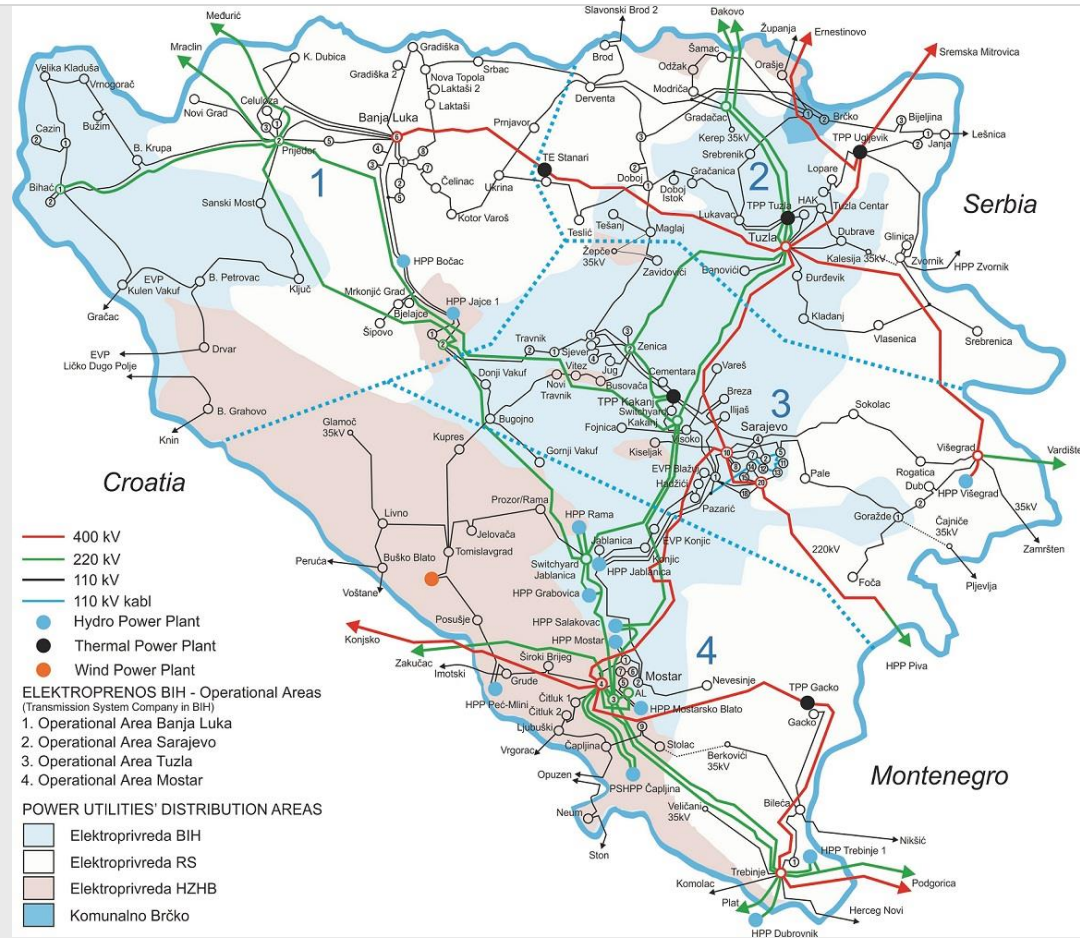 Međurić
Mraclin
K. Dubica
Gradiška
Gradiška 2
Srbac
Nova Topola
Laktaši 2
Laktaši
Slavonski Brod 2
Brod
Đakovo
Šamac
Odžak
Modriča
Županja
Orašje
Ernestinovo
Sremska Mitrovica
Velika Kladuša
Vrnograč
Cazin
Bužim
B. Krupa
Bihać
Novi Grad
Celuloza
Prijedor
Banja Luka
Prnjavor
Derventa
Gradačac
Kerep 35kV
Srebrenik
Brčko
TPP Ugljevik
Bijeljina
Janja
Lešnica
TE Stanari
Doboj
Doboj
Istok
Gračanica
2
Lopare
TPP Tuzla
HAK
Tuzla Centar
Lukavac
Tuzla
Dubrave
Kalesija 35kV
Glinica
Zvornik
HPP Zvornik
Serbia
1
Čelinac
Ukrina
Kotor Varoš
Teslić
Tešanj
Maglaj
Žepče
35kV
Zavidovići
Banovići
Đurđevik
Kladanj
Vlasenica
Srebrenica
Sanski Most
EVP
Kulen Vakuf
B. Petrovac
Ključ
Gračac
HPP Bočac
Mrkonjić Grad
Bjelajce
Šipovo
HPP Jajce 1
Drvar
EVP
Ličko Dugo Polje
B. Grahovo
Knin
Travnik
Sjever
Zenica
Jug
Vitez
Novi
Travnik
Busovača
Donji Vakuf
Bugojno
Gornji Vakuf
Cementara
TPP Kakanj
Switchyard
Kakanj
Fojnica
Visoko
Kiseljak
Vareš
Breza
Ilijaš
3
Sarajevo
Sokolac
EVP Blažuj
Hadžići
Pazarić
Pale
Rogatica
Dub
Višegrad
HPP Višegrad
Vardište
Goražde
Čajniče
35kV
35kV
Zamršten
Pljevlja
Foča
220kV
HPP Piva
Croatia
Glamoč
35kV
Kupres
Livno
Prozor/Rama
Jelovača
Tomislavgrad
Buško Blato
Peruća
Voštane
Posušje
HPP Rama
Jablanica
Switchyard
Jablanica
HPP Jablanica
EVP Konjic
Konjic
HPP Grabovica
HPP Salakovac
HPP Mostar
4
Mostar
Nevesinje
AL
HPP Mostarsko Blato
Konjsko
Zakučac
Imotski
Široki Brijeg
Grude
HPP Peć-Mlini
Čitluk 1
Čitluk 2
Ljubuški
Vrgorac
Čapljina
Opuzen
Neum
Ston
PSHPP Čapljina
Stolac
Berkovići
35kV
Veličani
35kV
TPP Gacko
Gacko
Montenegro
Bileća
Nikšić
HPP Trebinje 1
Trebinje
Komolac
Plat
Podgorica
Herceg Novi
HPP Dubrovnik
400 kV
220 kV
110 kV
110 kV kabl
Hydro Power Plant
Thermal Power Plant
Wind Power Plant
ELEKTROPRENOS BIH - Operational Areas
(Transmission System Company in BIH)
1. Operational Area Banja Luka
2. Operational Area Sarajevo
3. Operational Area Tuzla
4. Operational Area Mostar
POWER UTILITIES' DISTRIBUTION AREAS
Elektroprivreda BIH
Elektroprivreda RS
Elektroprivreda HZHB
Komunalno Brčko